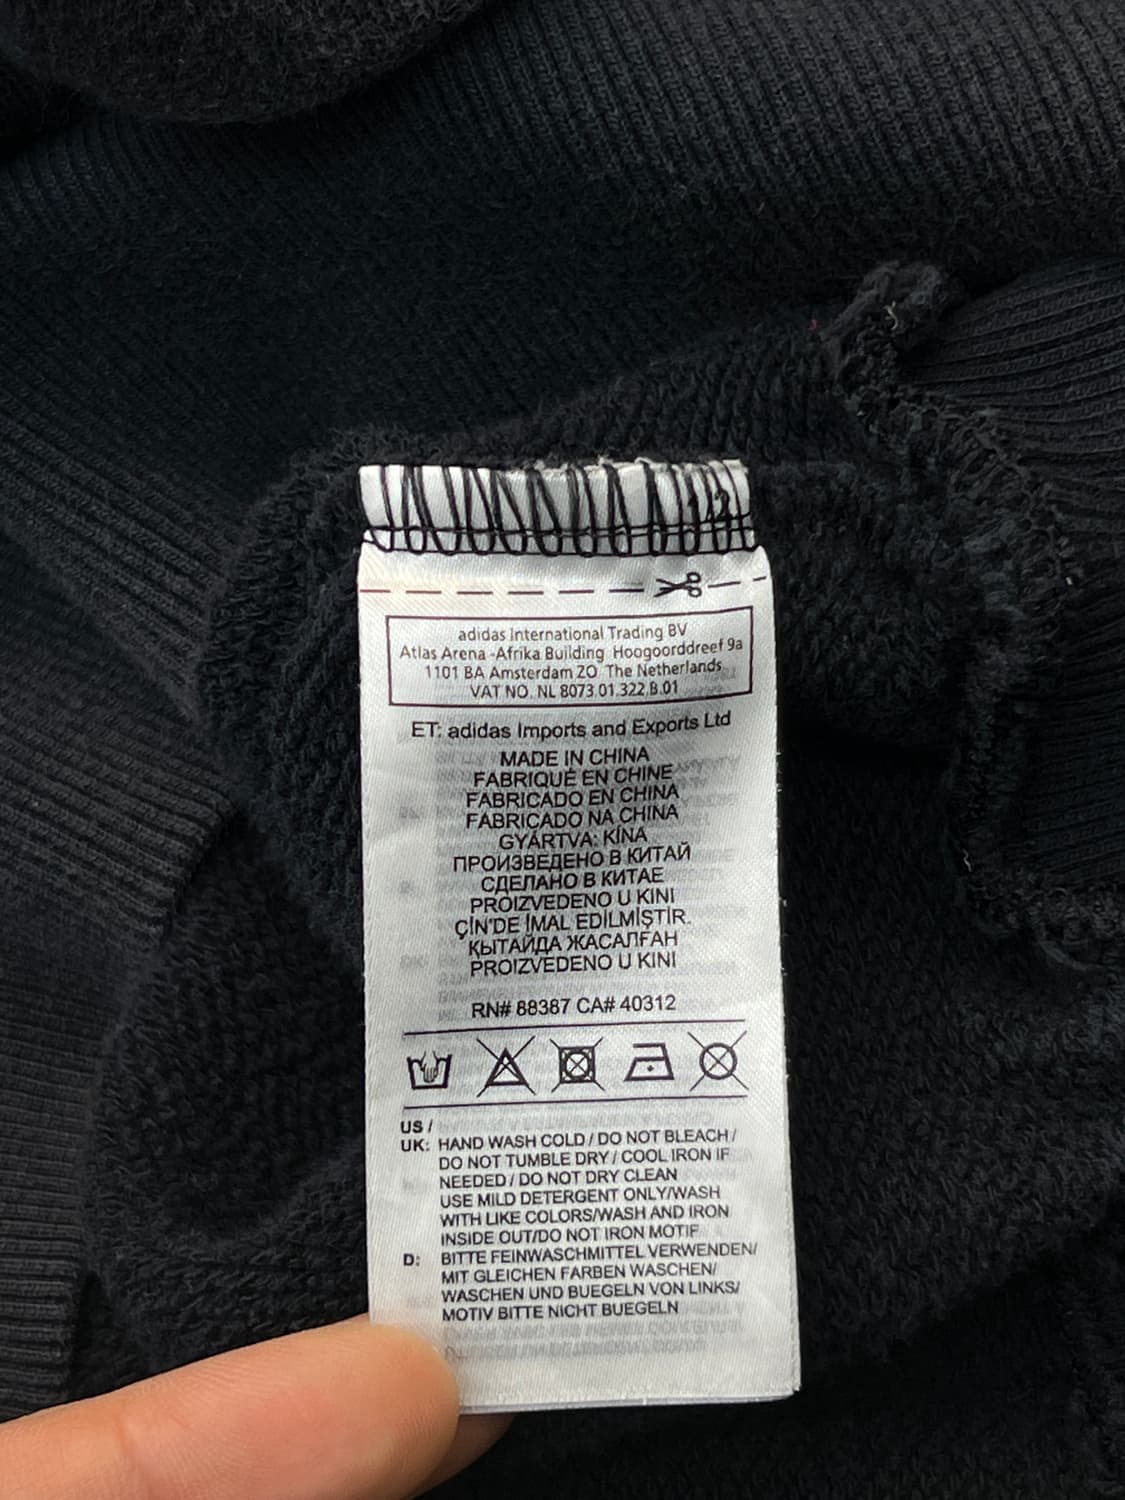 12
adidas International Trading BV
Atlas Arena -Afrika Building Hoogoorddreef 9a
1101 BA Amsterdam ZO The Netherlands
VAT NO. NL 8073.01.322.B.01
ET: adidas Imports and Exports Ltd
MADE IN CHINA
FABRIQUÉ EN CHINE
FABRICADO EN CHINA
FABRICADO NA CHINA
GYÁRTVA: KÍNA
ПРОИЗВЕДЕНО В КИТАЙ
СДЕЛАНО В КИТАЕ
PROIZVEDENO U KINI
ÇİN'DE İMAL EDİLMİŞTİR.
ҚЫТАЙДА ЖАСАЛҒАН
PROIZVEDENO U KINI
RN# 88387 CA# 40312
US /
UK: HAND WASH COLD / DO NOT BLEACH /
DO NOT TUMBLE DRY / COOL IRON IF
NEEDED / DO NOT DRY CLEAN
USE MILD DETERGENT ONLY/WASH
WITH LIKE COLORS/WASH AND IRON
INSIDE OUT/DO NOT IRON MOTIF
D: BITTE FEINWASCHMITTEL VERWENDEN/
MIT GLEICHEN FARBEN WASCHEN/
WASCHEN UND BUEGELN VON LINKS/
MOTIV BITTE NICHT BUEGELN